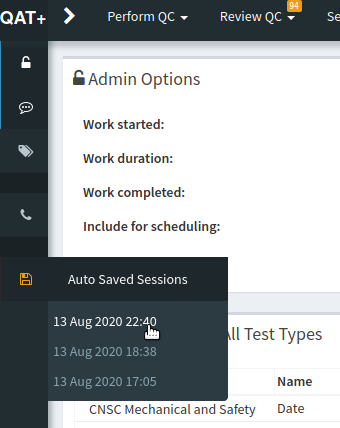 QAT+ Perform QC Review QC 94 Se
Admin Options
Work started:
Work duration:
Work completed:
Include for scheduling:
Auto Saved Sessions
13 Aug 2020 22:40
13 Aug 2020 18:38
13 Aug 2020 17:05
All Test Types
Name
CNSC Mechanical and Safety Date